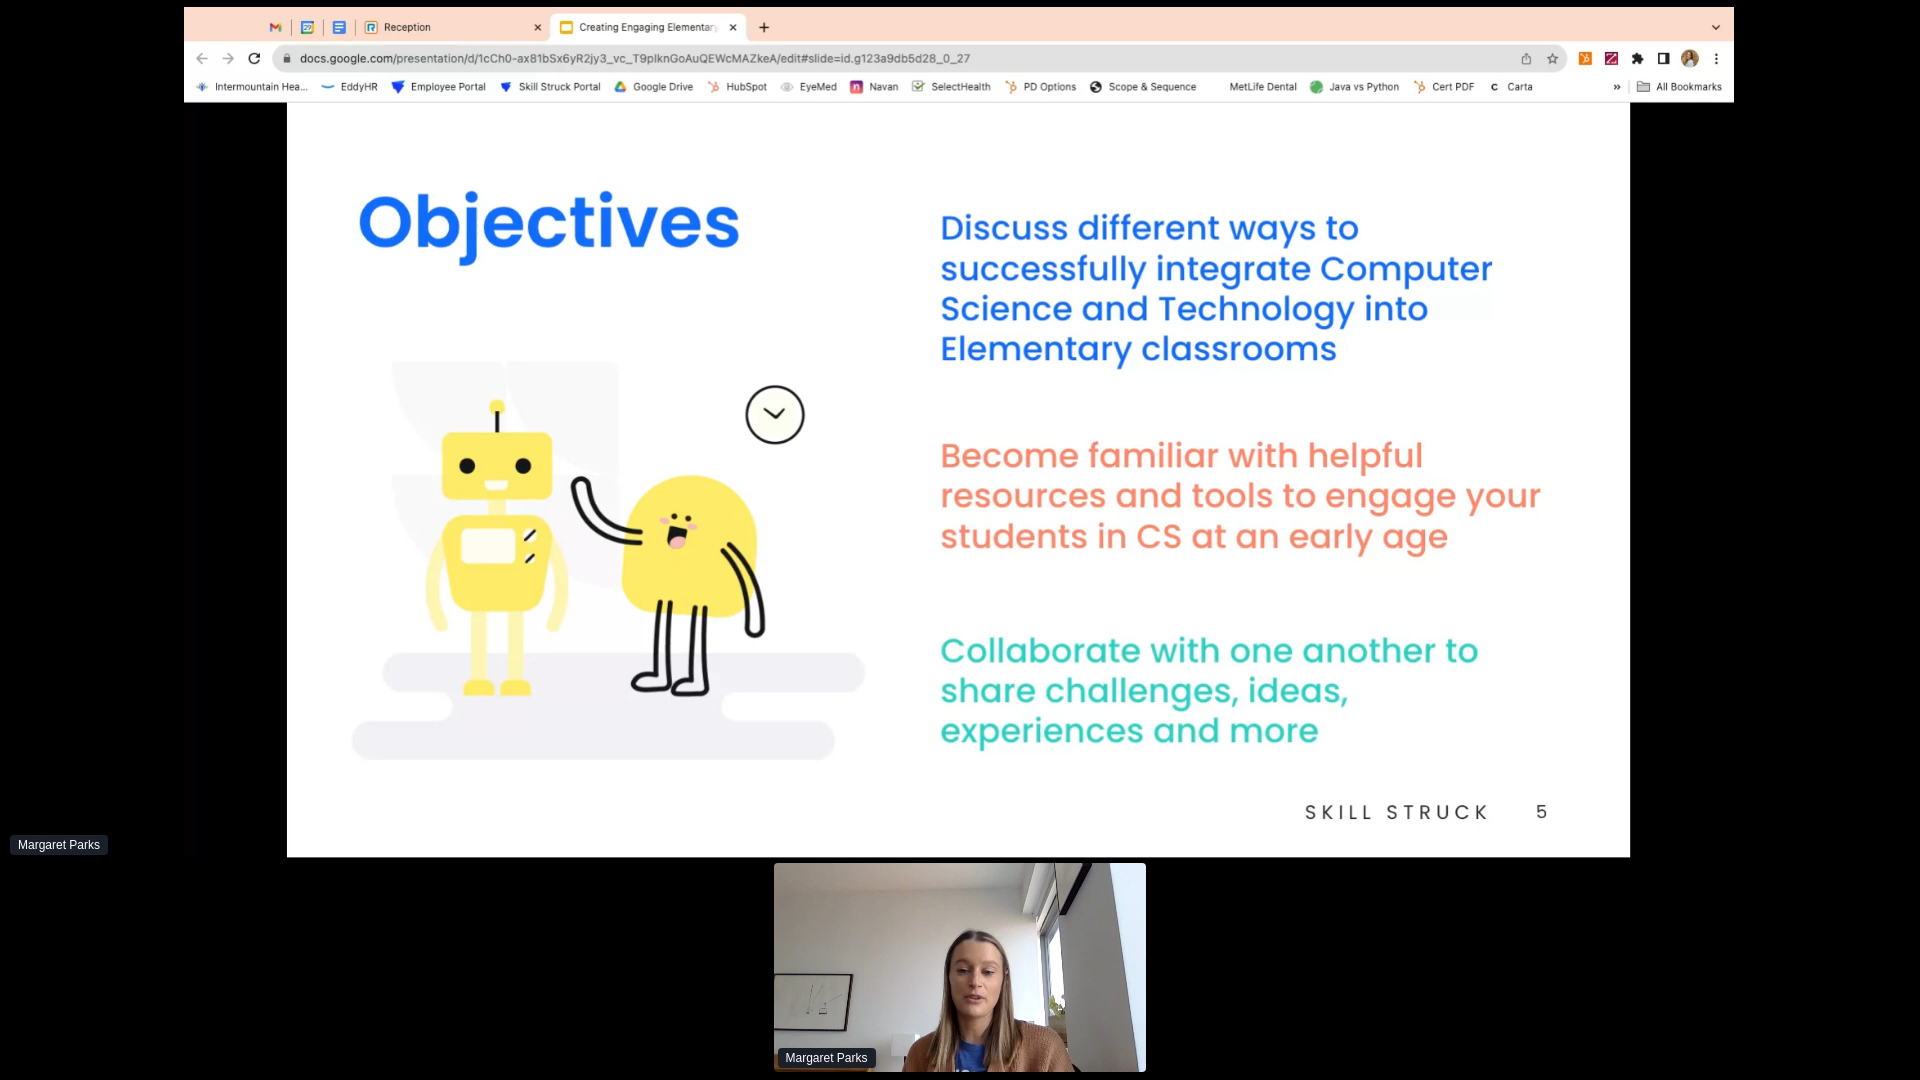 Reception
Creating Engaging Elementar
docs.google.com/presentation/d/1cCh0-ax81bSx6yR2jy3_vc_T9pIknGoAuQEWcMAZkeA/edit#slide=id.g123a9db5d28_0_27
Intermountain Hea... EddyHR Employee Portal Skill Struck Portal Google Drive HubSpot EyeMed Navan SelectHealth PD Options Scope & Sequence MetLife Dental Java vs Python Cert PDF Carta » All Bookmarks
Objectives
Discuss different ways to
successfully integrate Computer
Science and Technology into
Elementary classrooms
Become familiar with helpful
resources and tools to engage your
students in CS at an early age
Collaborate with one another to
share challenges, ideas,
experiences and more
SKILL STRUCK 5
Margaret Parks
Margaret Parks